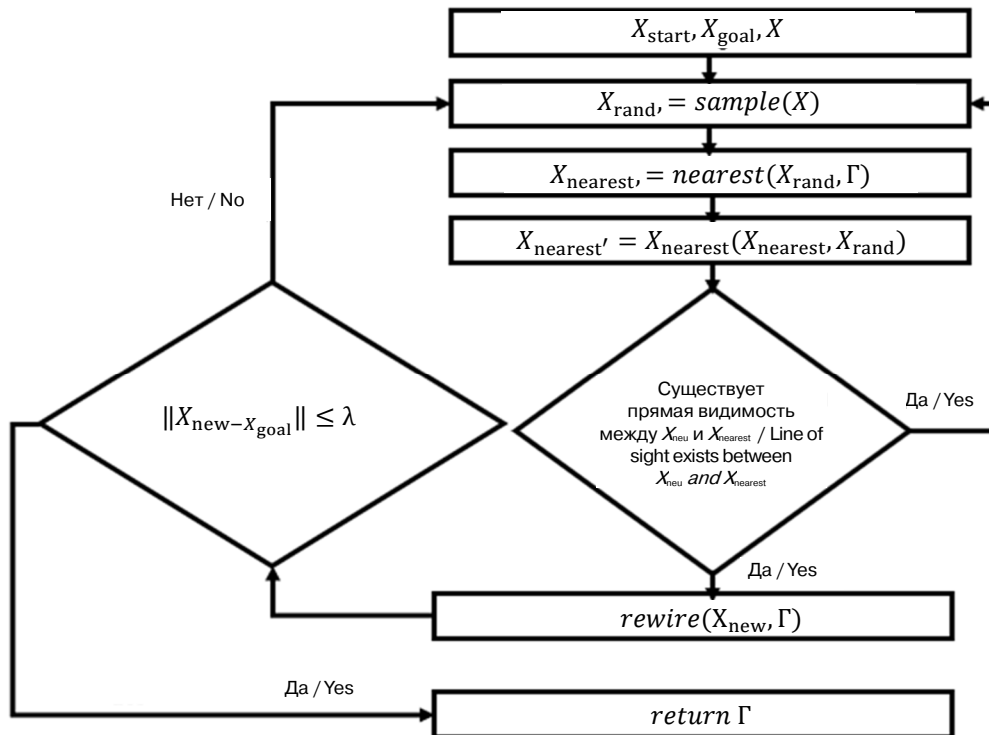 X_start, X_goal, X
X_rand, = sample(X)
X_nearest, = nearest(X_rand, Γ)
Нет / No
X_nearest′ = X_nearest(X_nearest, X_rand)
‖X_new−X_goal‖ ≤ λ
Существует
прямая видимость
между X_neu и X_nearest / Line of
sight exists between
X_neu and X_nearest
Да / Yes
Да / Yes
rewire(X_new, Γ)
Да / Yes
return Γ